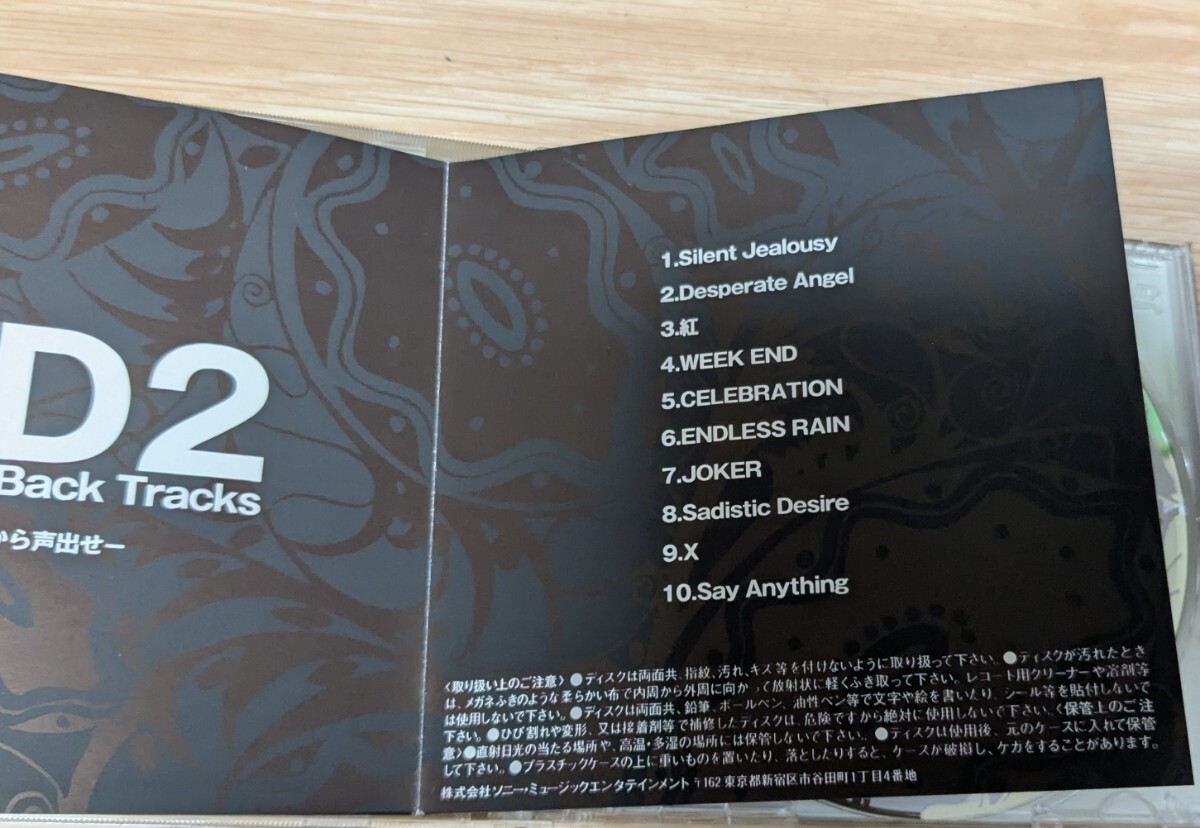 D2
Back Tracks
から声出せー
1.Silent Jealousy
2.Desperate Angel
3.紅
4.WEEK END
5.CELEBRATION
6.ENDLESS RAIN
7.JOKER
8.Sadistic Desire
9.X
10.Say Anything
〈取り扱い上のご注意〉●ディスクは両面共、指紋、汚れ、キズ等を付けないように取り扱って下さい。●ディスクが汚れたとき
は、メガネふきのような柔らかい布で内周から外周に向かって放射状に軽くふき取って下さい。レコード用クリーナーや溶剤等
は使用しないで下さい。●ディスクは両面共、鉛筆、ボールペン、油性ペン等で文字や絵を書いたり、シール等を貼付しないで
下さい。●ひび割れや変形、又は接着剤等で補修したディスクは、危険ですから絶対に使用しないで下さい。〈保管上のご注
意〉●直射日光の当たる場所や、高温・多湿の場所には保管しないで下さい。●ディスクは使用後、元のケースに入れて保管
して下さい。●プラスチックケースの上に重いものを置いたり、落としたりすると、ケースが破損し、ケガをすることがあります。
株式会社ソニー・ミュージックエンタテインメント 〒162 東京都新宿区市谷田町1丁目4番地